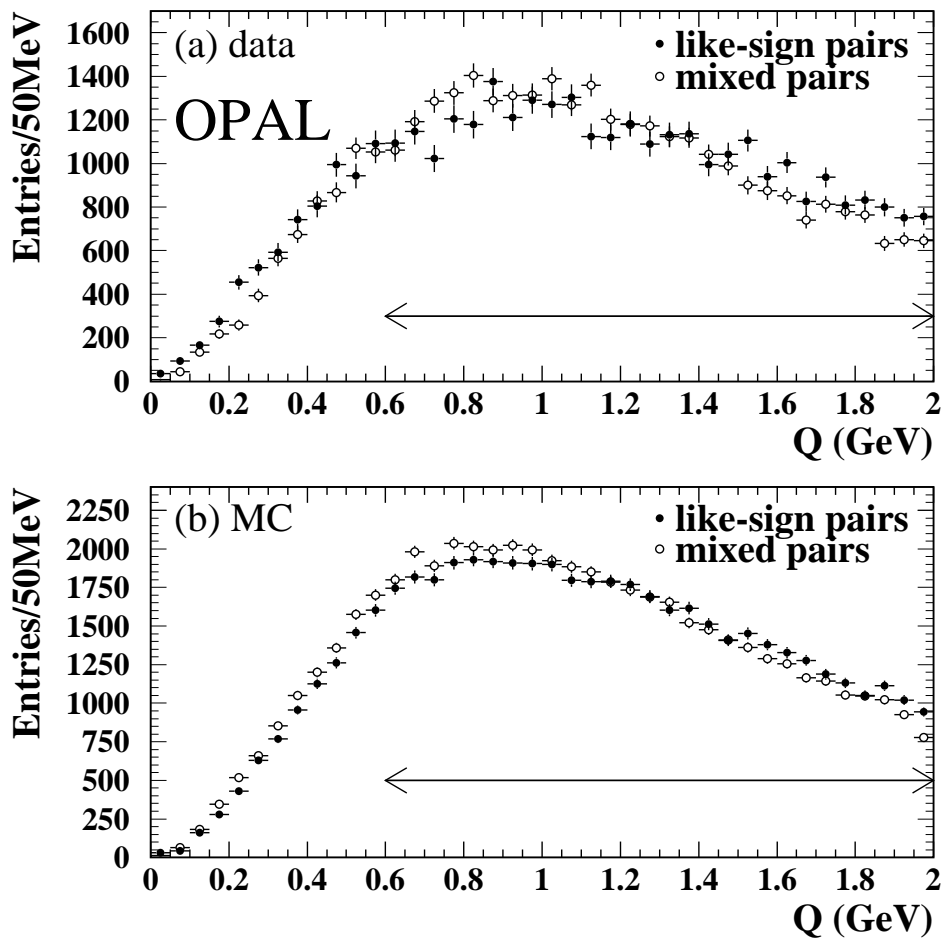 (a) data
OPAL
like-sign pairs
mixed pairs
Entries/50MeV
1600
1400
1200
1000
800
600
400
200
0
0 0.2 0.4 0.6 0.8 1 1.2 1.4 1.6 1.8 2
Q (GeV)
(b) MC
like-sign pairs
mixed pairs
Entries/50MeV
2250
2000
1750
1500
1250
1000
750
500
250
0
0 0.2 0.4 0.6 0.8 1 1.2 1.4 1.6 1.8 2
Q (GeV)